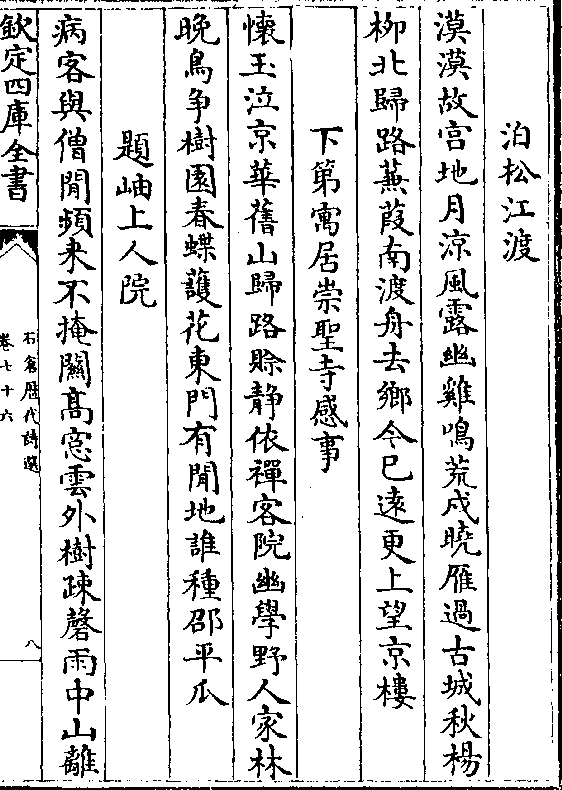 泊松江渡
漠漠故宫地月凉風露幽雞鳴荒戍曉雁過古城秋楊
柳北歸路蒹葭南渡舟去鄉今已遠更上望京樓
下第寓居崇聖寺感事
懷玉泣京華舊山歸路賒静依禪客院幽學野人家林
晚鳥争樹園春蝶護花東門有閒地誰種邵平瓜
題岫上人院
病客與僧閒頻来不掩關髙窓雲外樹疎磬雨中山離
欽定四庫全書
石倉歴代詩選
卷七十六
八